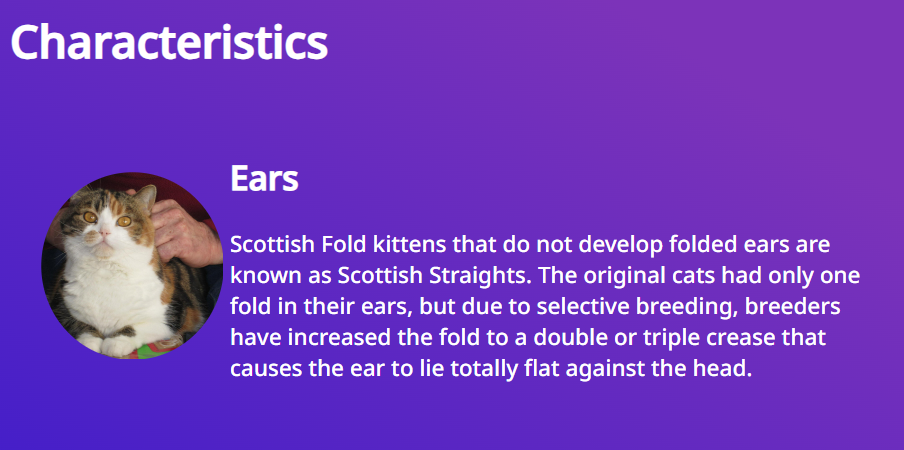 Characteristics
Ears
Scottish Fold kittens that do not develop folded ears are
known as Scottish Straights. The original cats had only one
fold in their ears, but due to selective breeding, breeders
have increased the fold to a double or triple crease that
causes the ear to lie totally flat against the head.